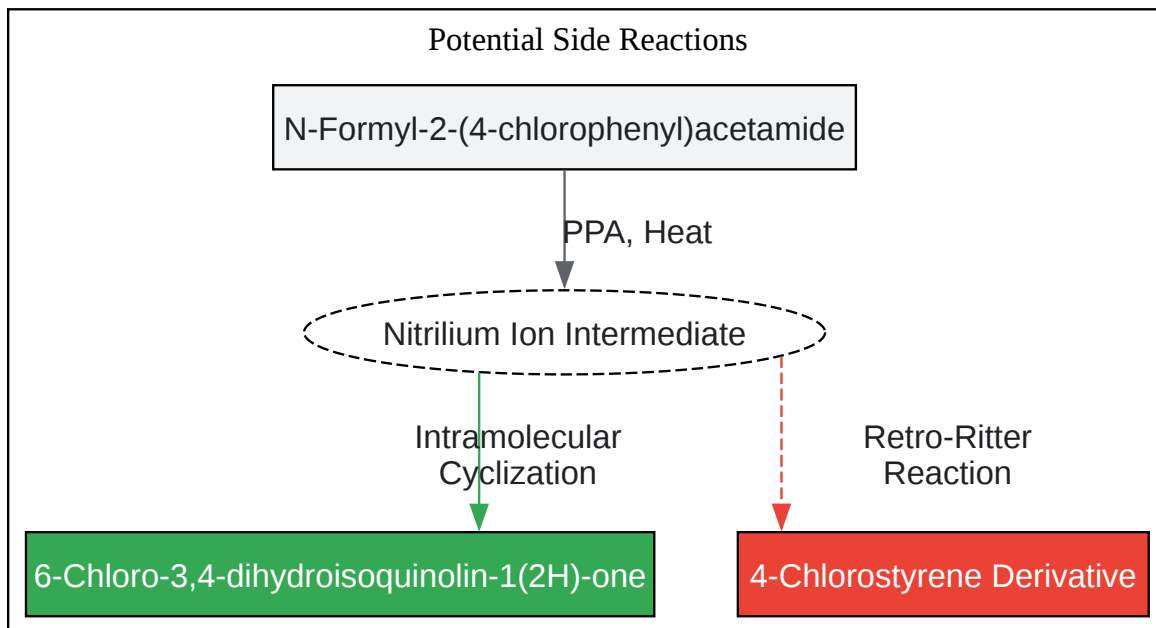 Potential Side Reactions
N-Formyl-2-(4-chlorophenyl)acetamide
PPA, Heat
Nitrilium Ion Intermediate
Intramolecular
Cyclization
Retro-Ritter
Reaction
6-Chloro-3,4-dihydroisoquinolin-1(2H)-one
4-Chlorostyrene Derivative